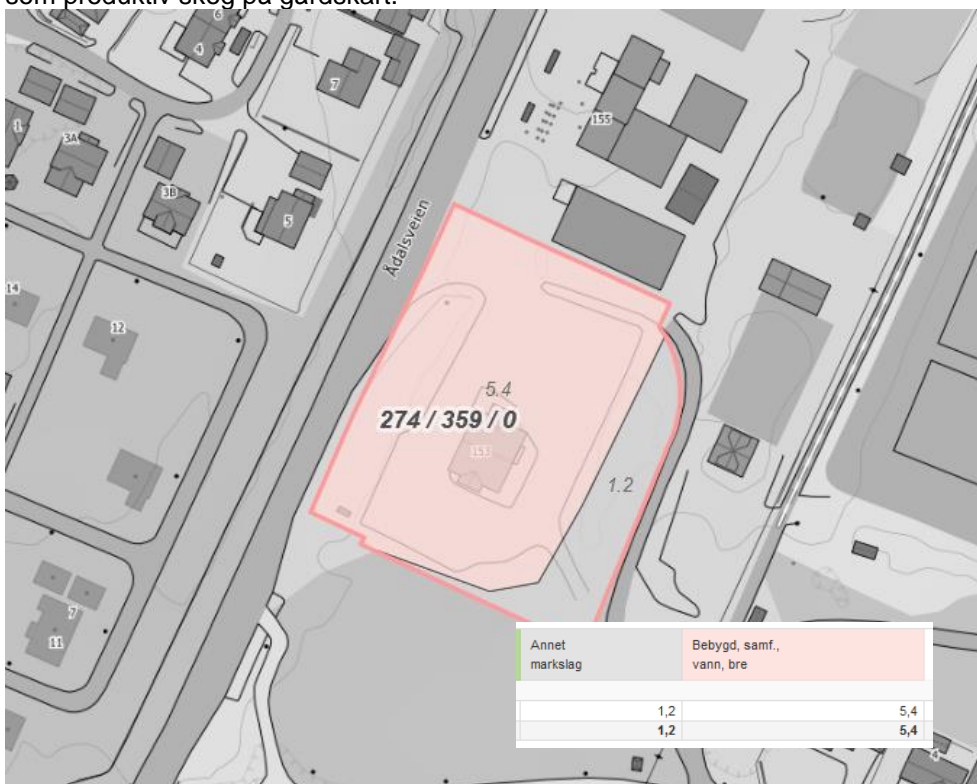 som produktiv skog på gårdskart.
6
4
7
155
1
3A
3B
5
Ådalsveien
14
12
5.4
274 / 359 / 0
153
1.2
7
11
Annet
markslag
Bebygd, samf.,
vann, bre
1,2 5,4
1,2 5,4
4